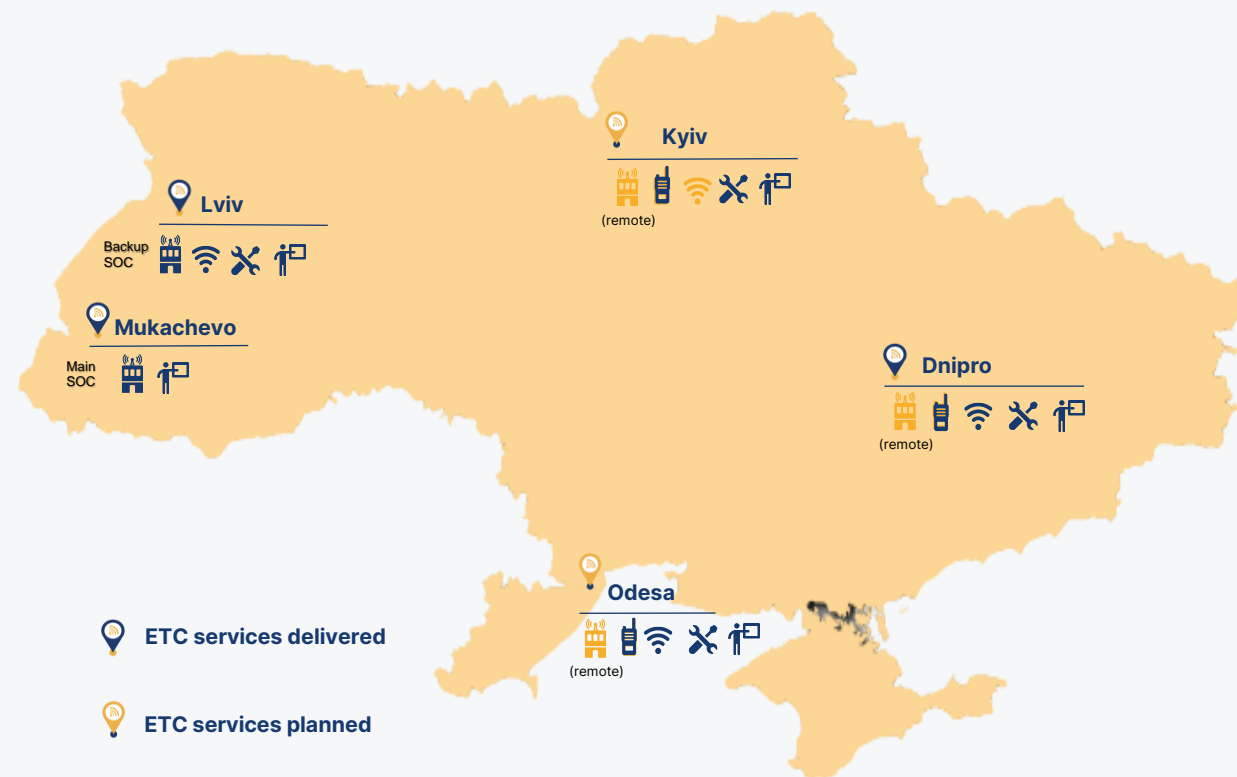 Kyiv
(remote)
Lviv
Backup
SOC
Mukachevo
Main
SOC
Dnipro
(remote)
Odesa
(remote)
ETC services delivered
ETC services planned